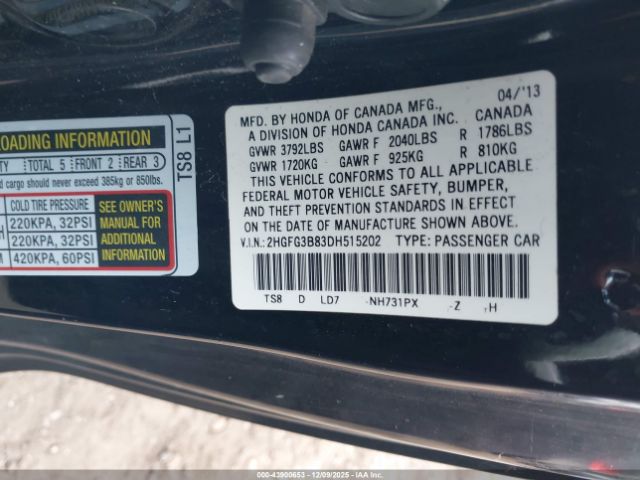 LOADING INFORMATION
TOTAL 5 FRONT 2 REAR 3
cargo should never exceed 385kg or 850lbs.
COLD TIRE PRESSURE
220KPA, 32PSI
220KPA, 32PSI
420KPA, 60PSI
SEE OWNER'S
MANUAL FOR
ADDITIONAL
INFORMATION
TS8 L1
04/'13
MFD. BY HONDA OF CANADA MFG., CANADA
A DIVISION OF HONDA CANADA INC.
GVWR 3792LBS GAWR F 2040LBS R 1786LBS
GVWR 1720KG GAWR F 925KG R 810KG
THIS VEHICLE CONFORMS TO ALL APPLICABLE
FEDERAL MOTOR VEHICLE SAFETY, BUMPER,
AND THEFT PREVENTION STANDARDS IN EFFECT
ON THE DATE OF MANUFACTURE SHOWN ABOVE.
V.I.N.: 2HGFG3B83DH515202 TYPE: PASSENGER CAR
TS8 D LD7 -NH731PX -Z -H
000-43900653 - 12/09/2025 - IAAI.COM